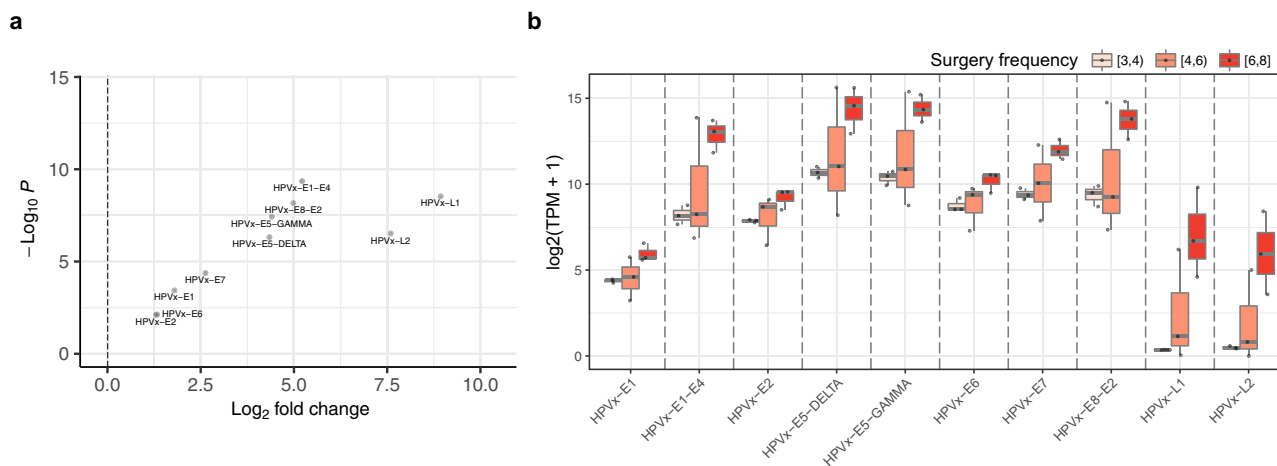 a
b
15
10
5
0
−Log10 P
0.0
2.5
5.0
7.5
10.0
Log2 fold change
HPVx−E1−E4
HPVx−L1
HPVx−E8−E2
HPVx−E5−GAMMA
HPVx−E5−DELTA
HPVx−L2
HPVx−E7
HPVx−E1
HPVx−E6
HPVx−E2
Surgery frequency [3,4) [4,6) [6,8]
15
10
5
0
log2(TPM + 1)
HPVx−E1
HPVx−E1−E4
HPVx−E2
HPVx−E5−DELTA
HPVx−E5−GAMMA
HPVx−E6
HPVx−E7
HPVx−E8−E2
HPVx−L1
HPVx−L2